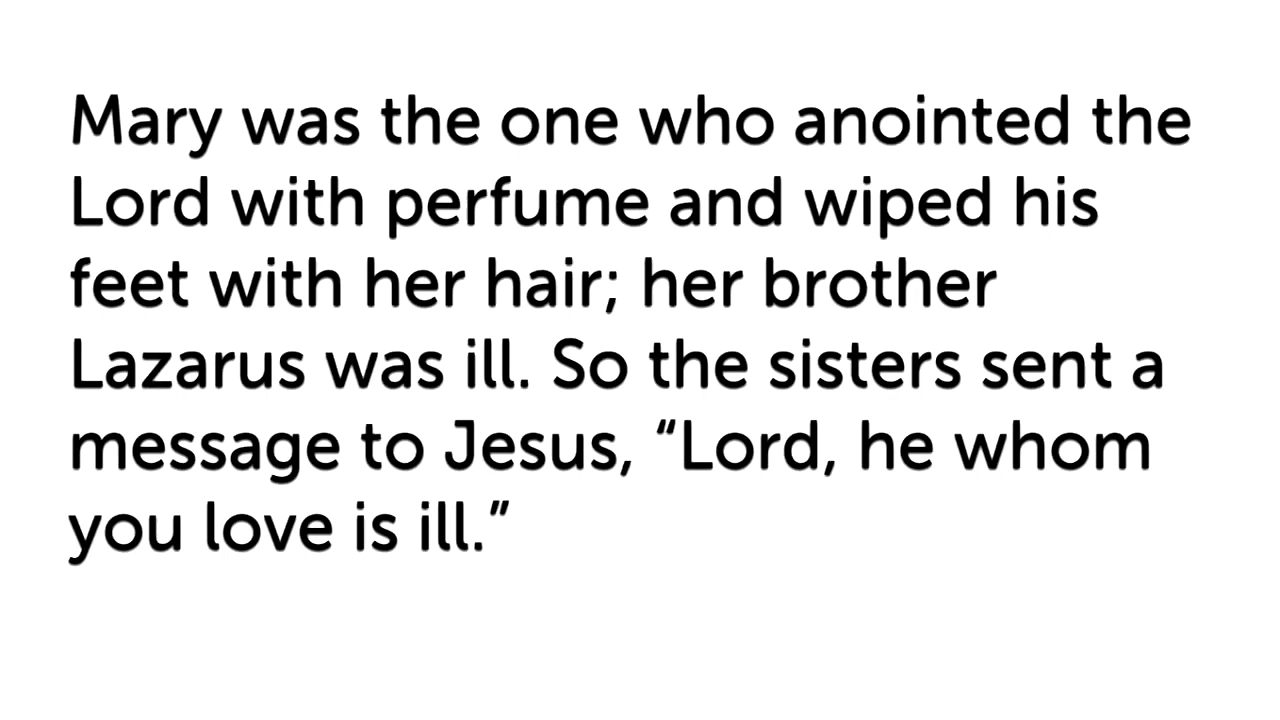 Mary was the one who anointed the
Lord with perfume and wiped his
feet with her hair; her brother
Lazarus was ill. So the sisters sent a
message to Jesus, “Lord, he whom
you love is ill.”